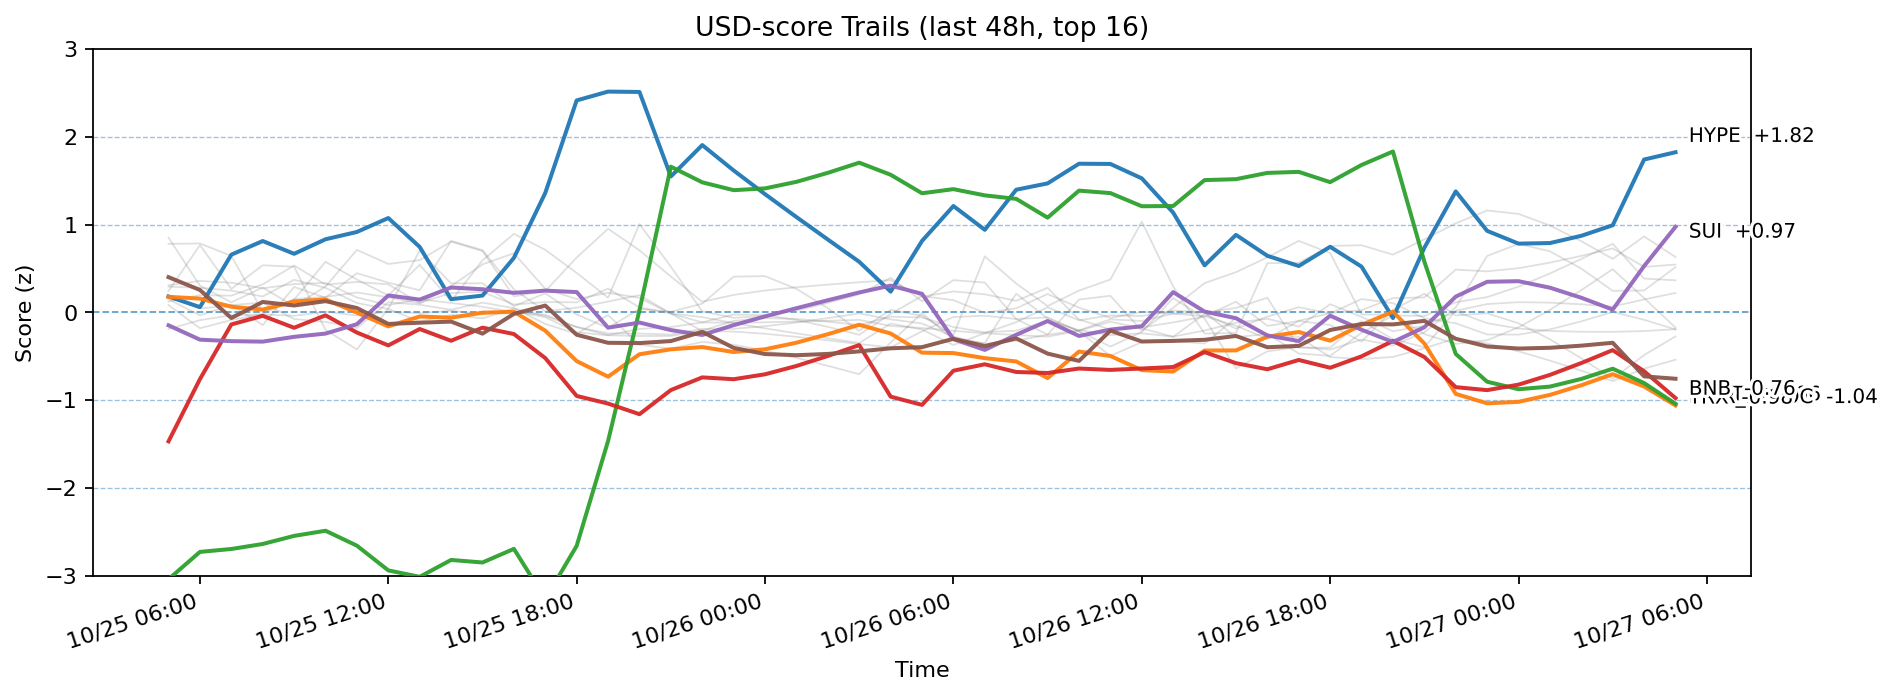 USD-score Trails (last 48h, top 16)
Score (z)
3
2
1
0
−1
−2
−3
HYPE +1.82
SUI +0.97
BNB -0.76
-1.04
10/25 06:00
10/25 12:00
10/25 18:00
10/26 00:00
10/26 06:00
10/26 12:00
10/26 18:00
10/27 00:00
10/27 06:00
Time